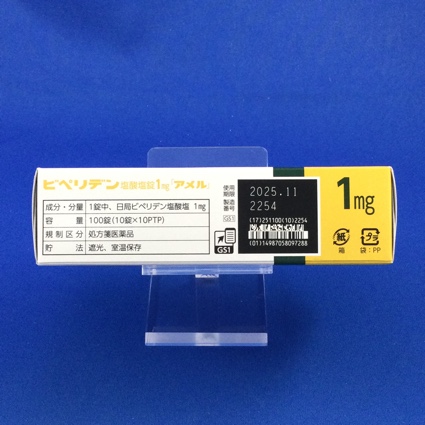 ビペリデン塩酸塩錠1mg「アメル」
成分・分量 1錠中、日局ビペリデン塩酸塩 1mg
容量 100錠(10錠×10PTP)
規制区分 処方箋医薬品
貯法 遮光、室温保存
使用期限 2025.11
製造番号 2254
GS1 (17)251100(10)2254
(01)14987058097288
GS1
1mg
紙 箱
プラ 袋:PP